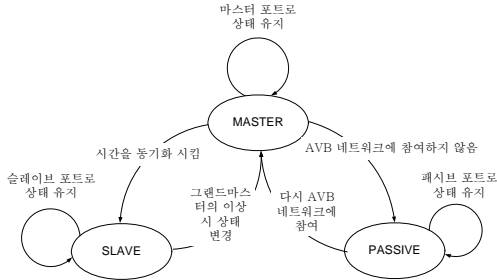 마스터 포트로
상태 유지
MASTER
시간을 동기화 시킴
AVB 네트워크에 참여하지 않음
슬레이브 포트로
상태 유지
그랜드마스
터의 이상
시 상태
변경
다시 AVB
네트워크에
참여
패시브 포트로
상태 유지
SLAVE
PASSIVE